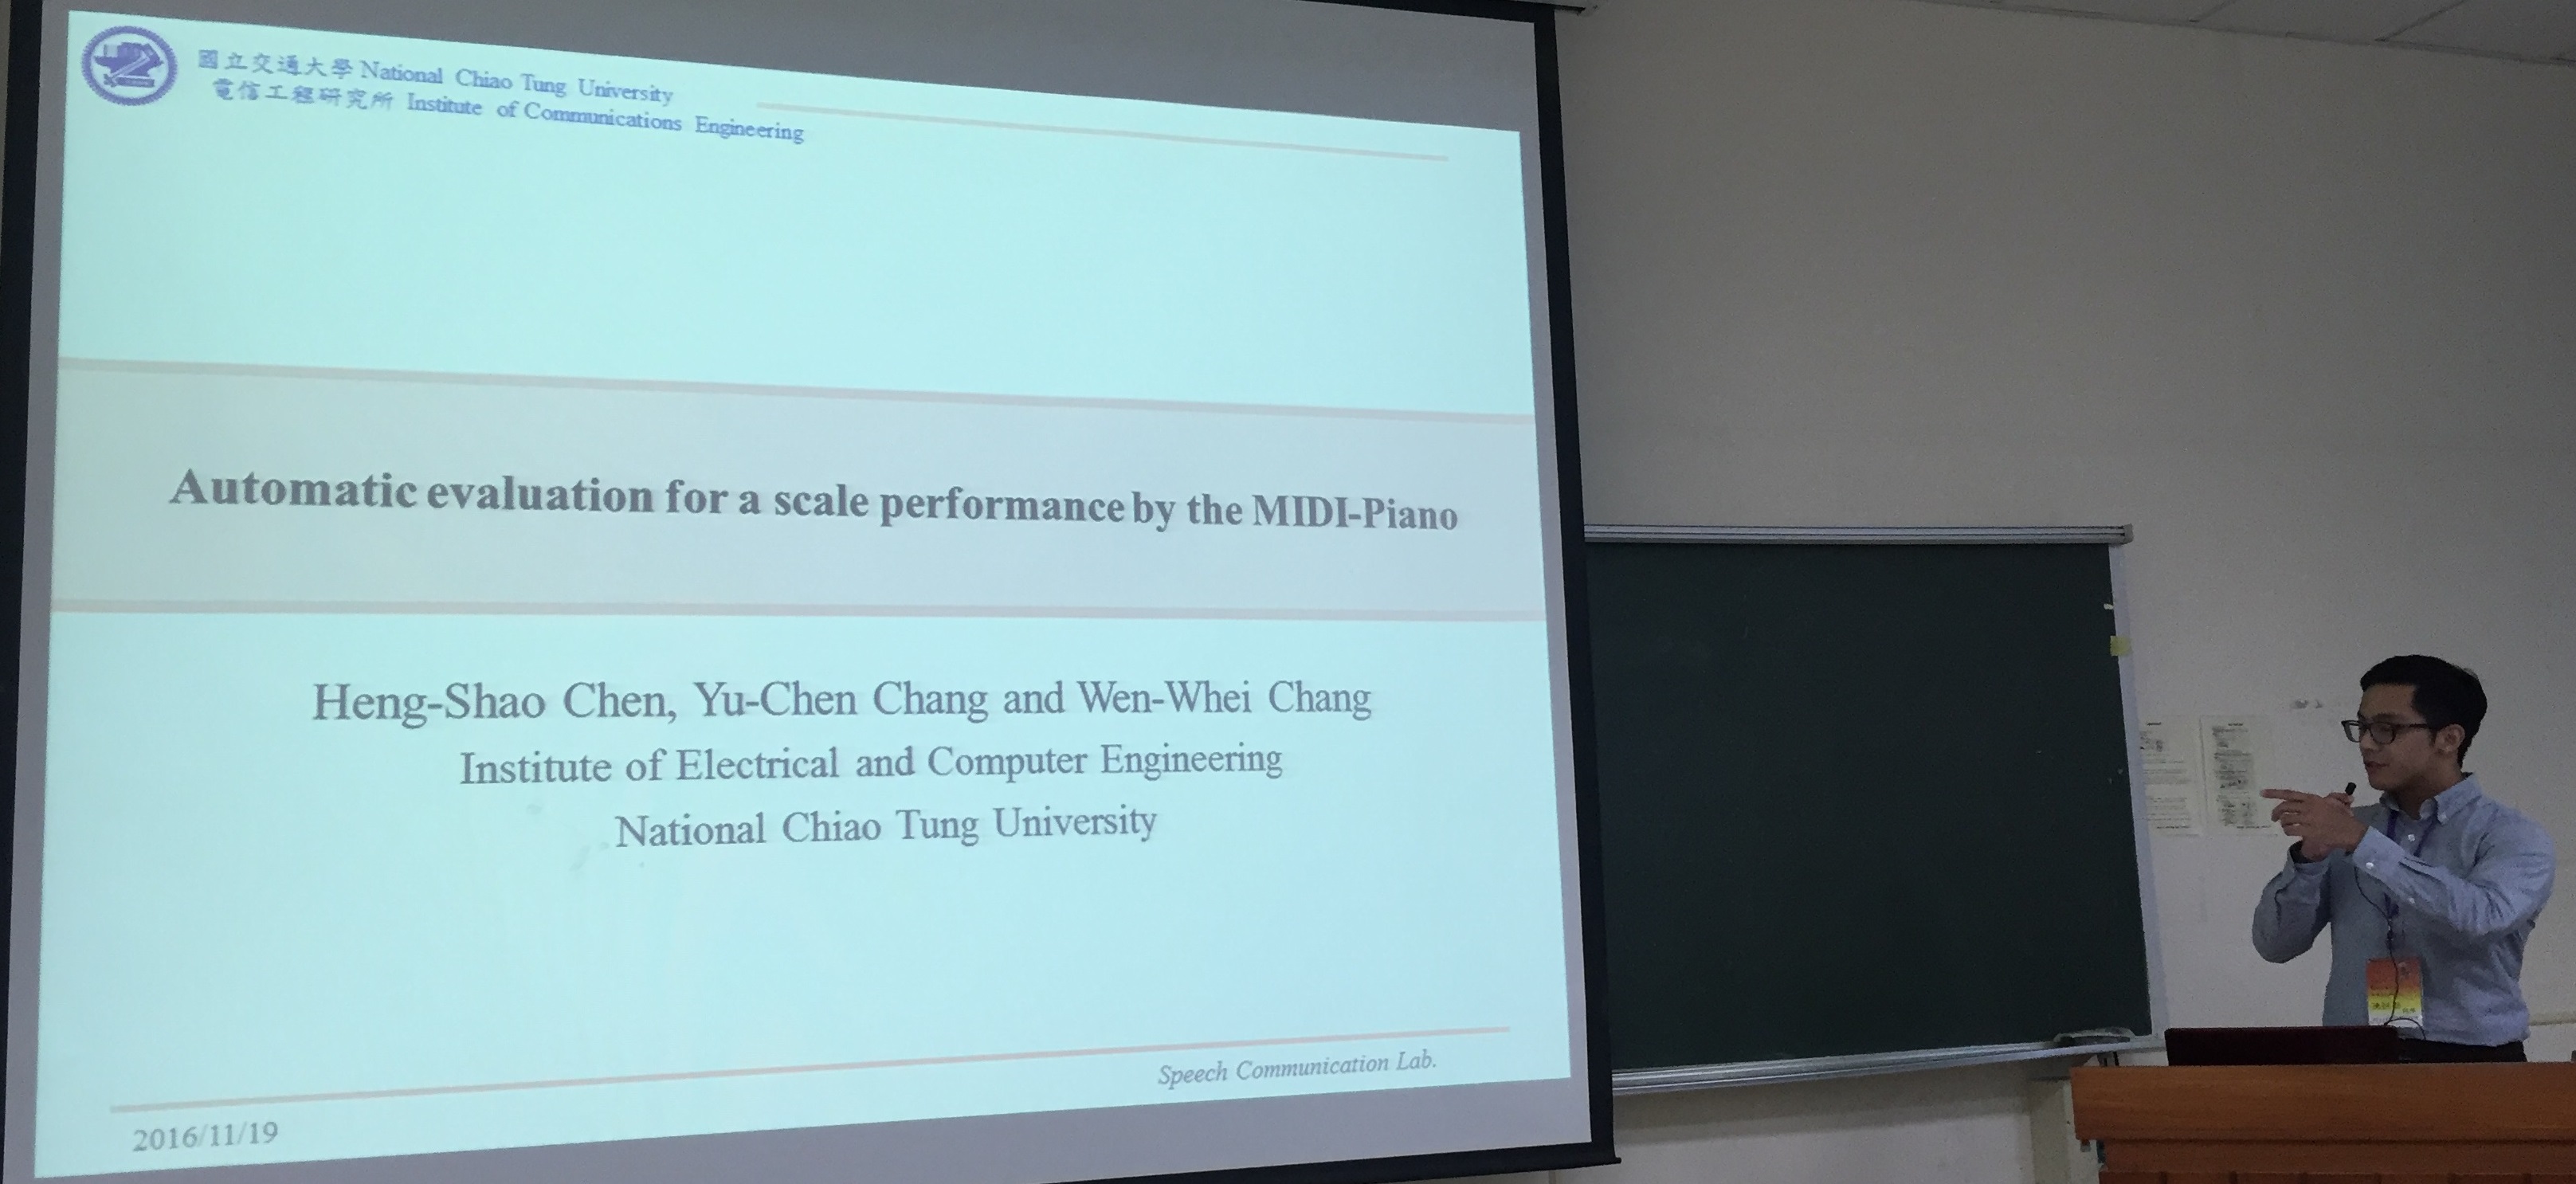 國立交通大學 National Chiao Tung University
電信工程研究所 Institute of Communications Engineering
Automatic evaluation for a scale performance by the MIDI-Piano
Heng-Shao Chen, Yu-Chen Chang and Wen-Whei Chang
Institute of Electrical and Computer Engineering
National Chiao Tung University
Speech Communication Lab.
2016/11/19